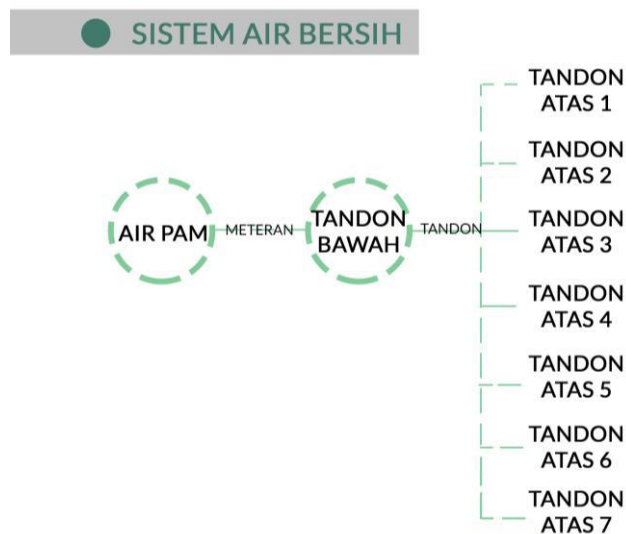 SISTEM AIR BERSIH
AIR PAM
METERAN
TANDON
BAWAH
TANDON
TANDON
ATAS 1
TANDON
ATAS 2
TANDON
ATAS 3
TANDON
ATAS 4
TANDON
ATAS 5
TANDON
ATAS 6
TANDON
ATAS 7